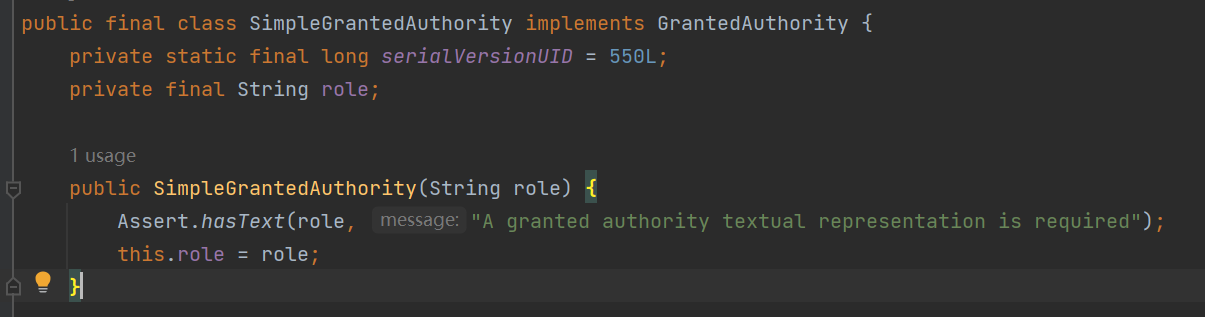 public final class SimpleGrantedAuthority implements GrantedAuthority {
private static final long serialVersionUID = 550L;
private final String role;
1 usage
public SimpleGrantedAuthority(String role) {
Assert.hasText(role, message: "A granted authority textual representation is required");
this.role = role;
}